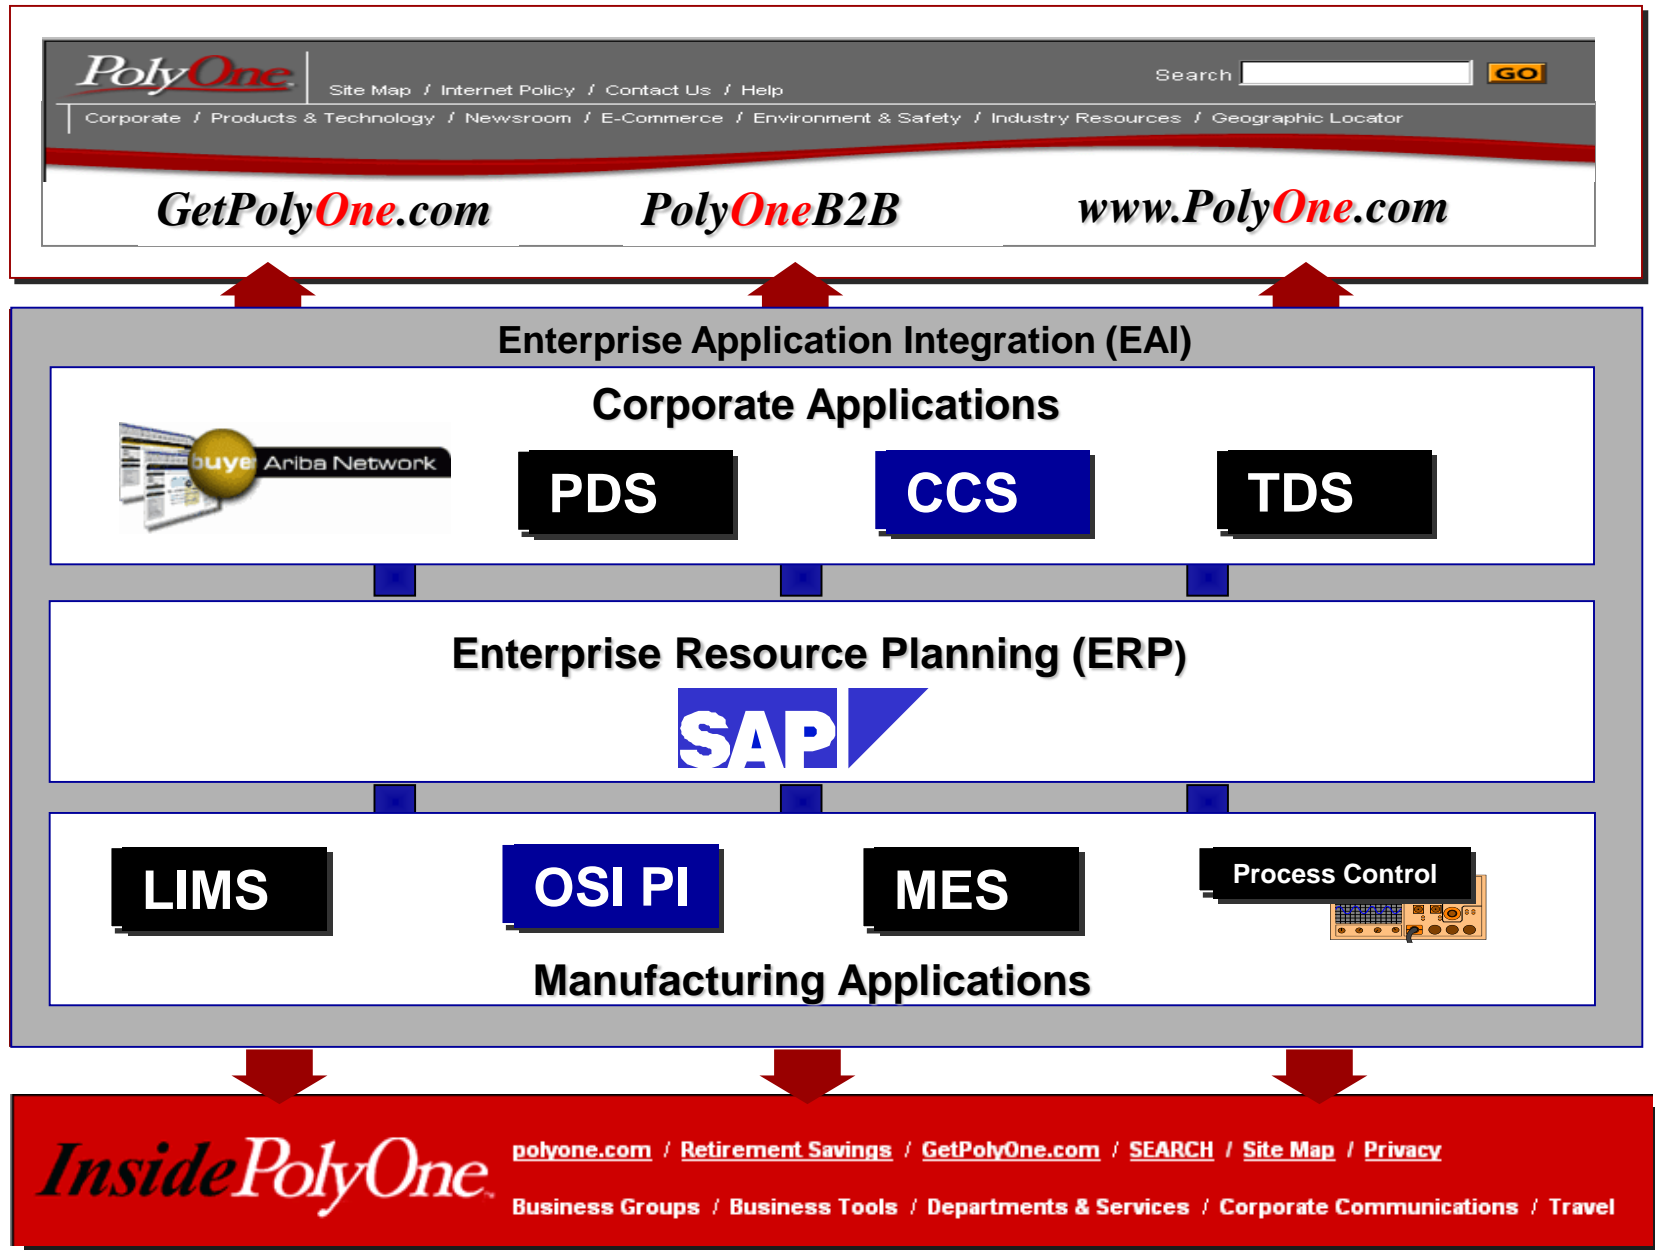 PolyOne
Search GO
Site Map / Internet Policy / Contact Us / Help
Corporate / Products & Technology / Newsroom / E-Commerce / Environment & Safety / Industry Resources / Geographic Locator
GetPolyOne.com PolyOneB2B www.PolyOne.com
Enterprise Application Integration (EAI)
Corporate Applications
buyer Ariba Network
PDS CCS TDS
Enterprise Resource Planning (ERP)
SAP
LIMS OSI PI MES Process Control
Manufacturing Applications
InsidePolyOne
polyone.com / Retirement Savings / GetPolyOne.com / SEARCH / Site Map / Privacy
Business Groups / Business Tools / Departments & Services / Corporate Communications / Travel